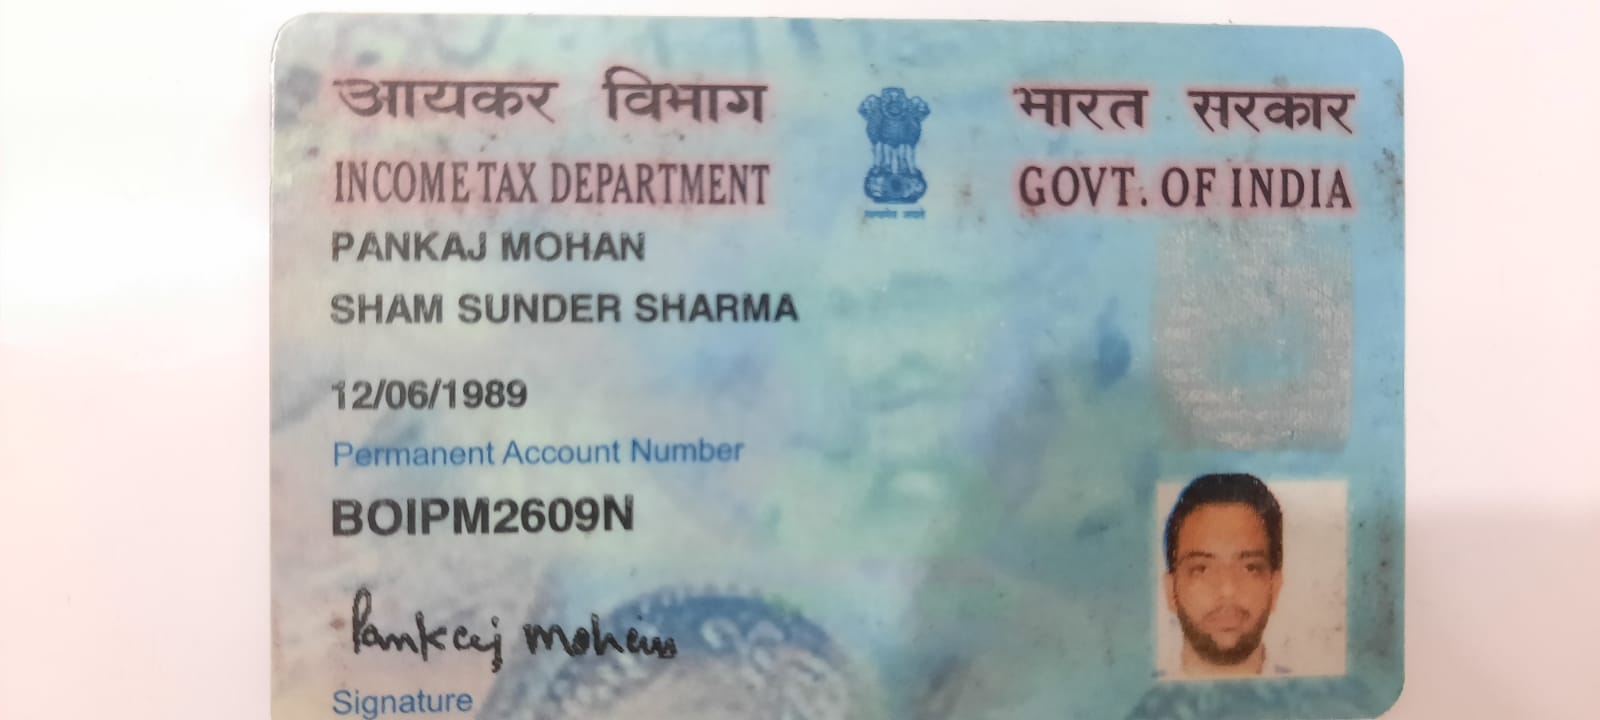 आयकर विभाग
INCOME TAX DEPARTMENT
भारत सरकार
GOVT. OF INDIA
सत्यमेव जयते
PANKAJ MOHAN
SHAM SUNDER SHARMA
12/06/1989
Permanent Account Number
BOIPM2609N
Pankaj Mohan
Signature